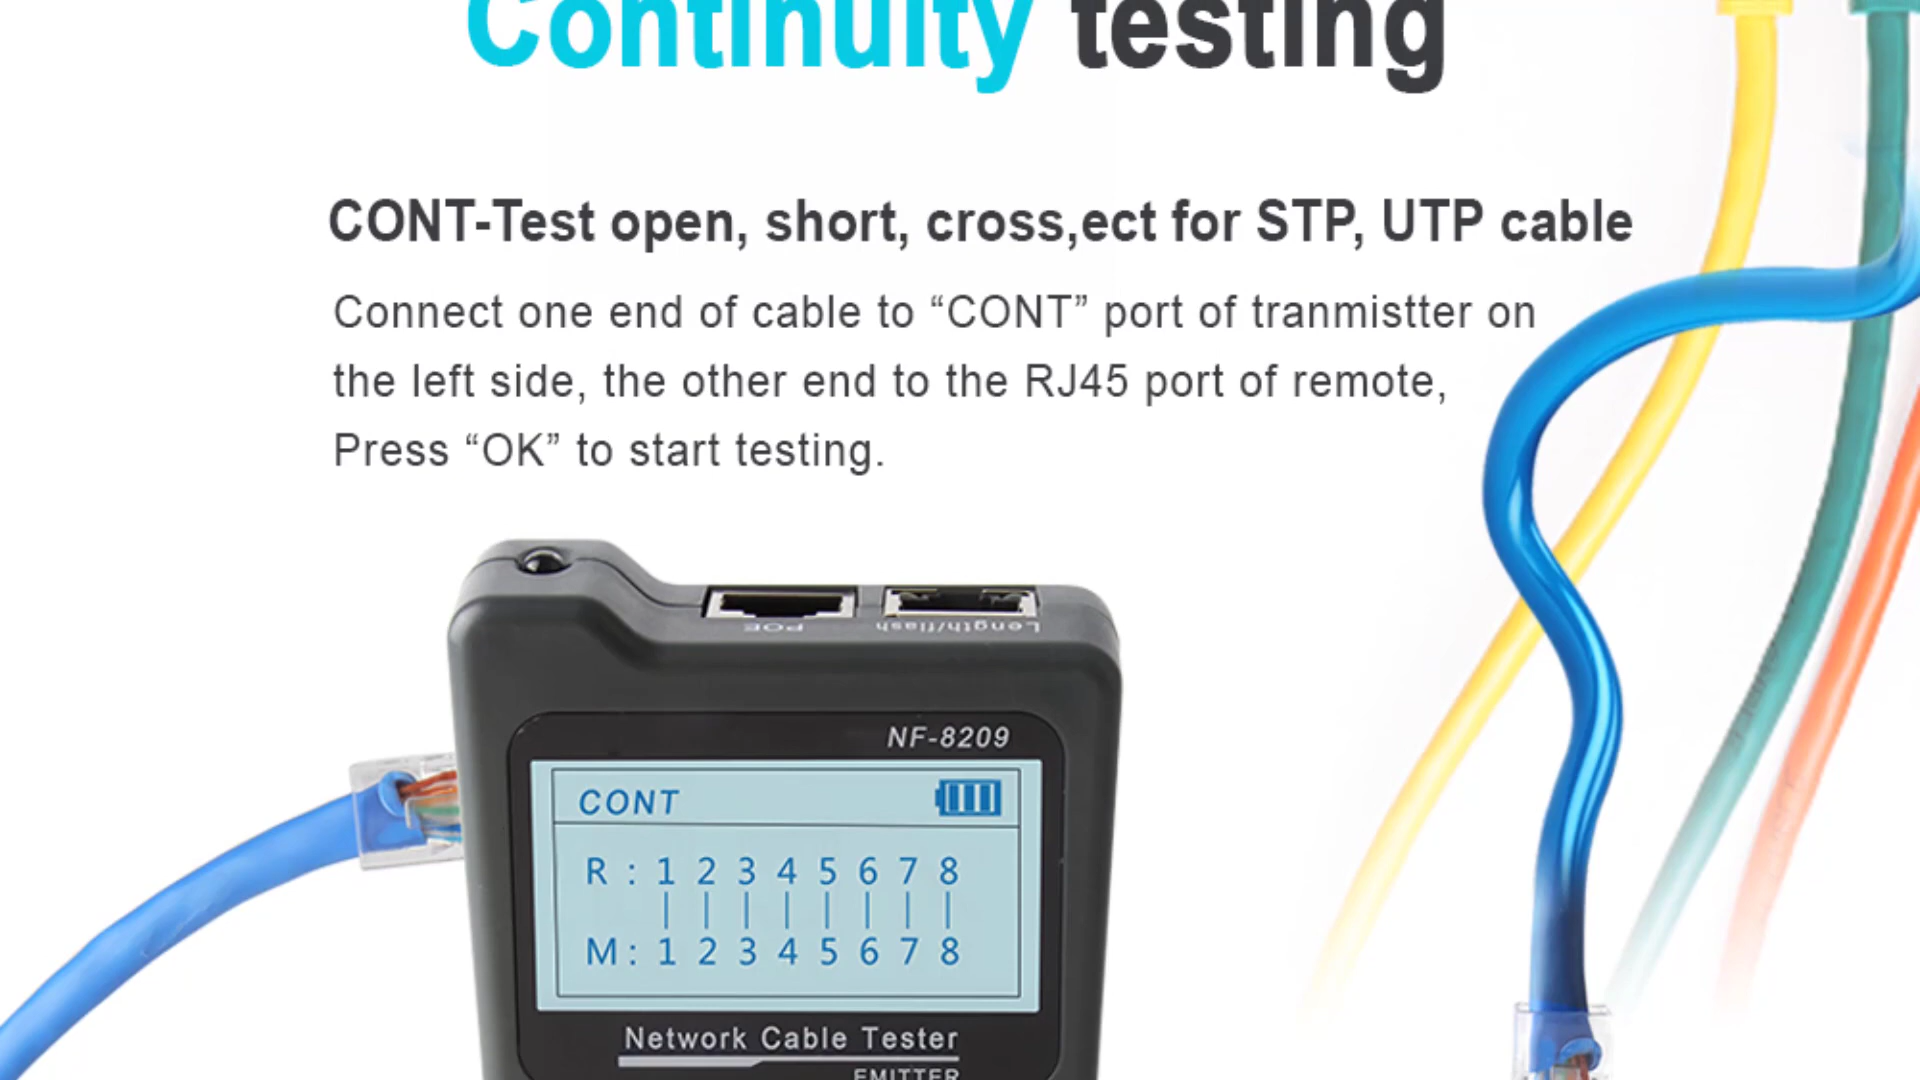 Continuity testing
CONT-Test open, short, cross,ect for STP, UTP cable
Connect one end of cable to “CONT” port of tranmistter on
the left side, the other end to the RJ45 port of remote,
Press “OK” to start testing.
POE
Length/flash
NF-8209
CONT
R : 1 2 3 4 5 6 7 8
M : 1 2 3 4 5 6 7 8
Network Cable Tester
EMITTER